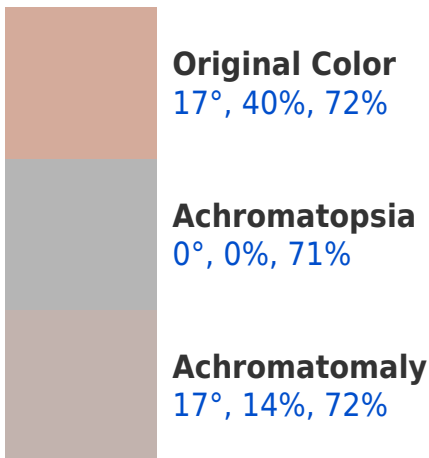 Original Color
17°, 40%, 72%
Achromatopsia
0°, 0%, 71%
Achromatomaly
17°, 14%, 72%